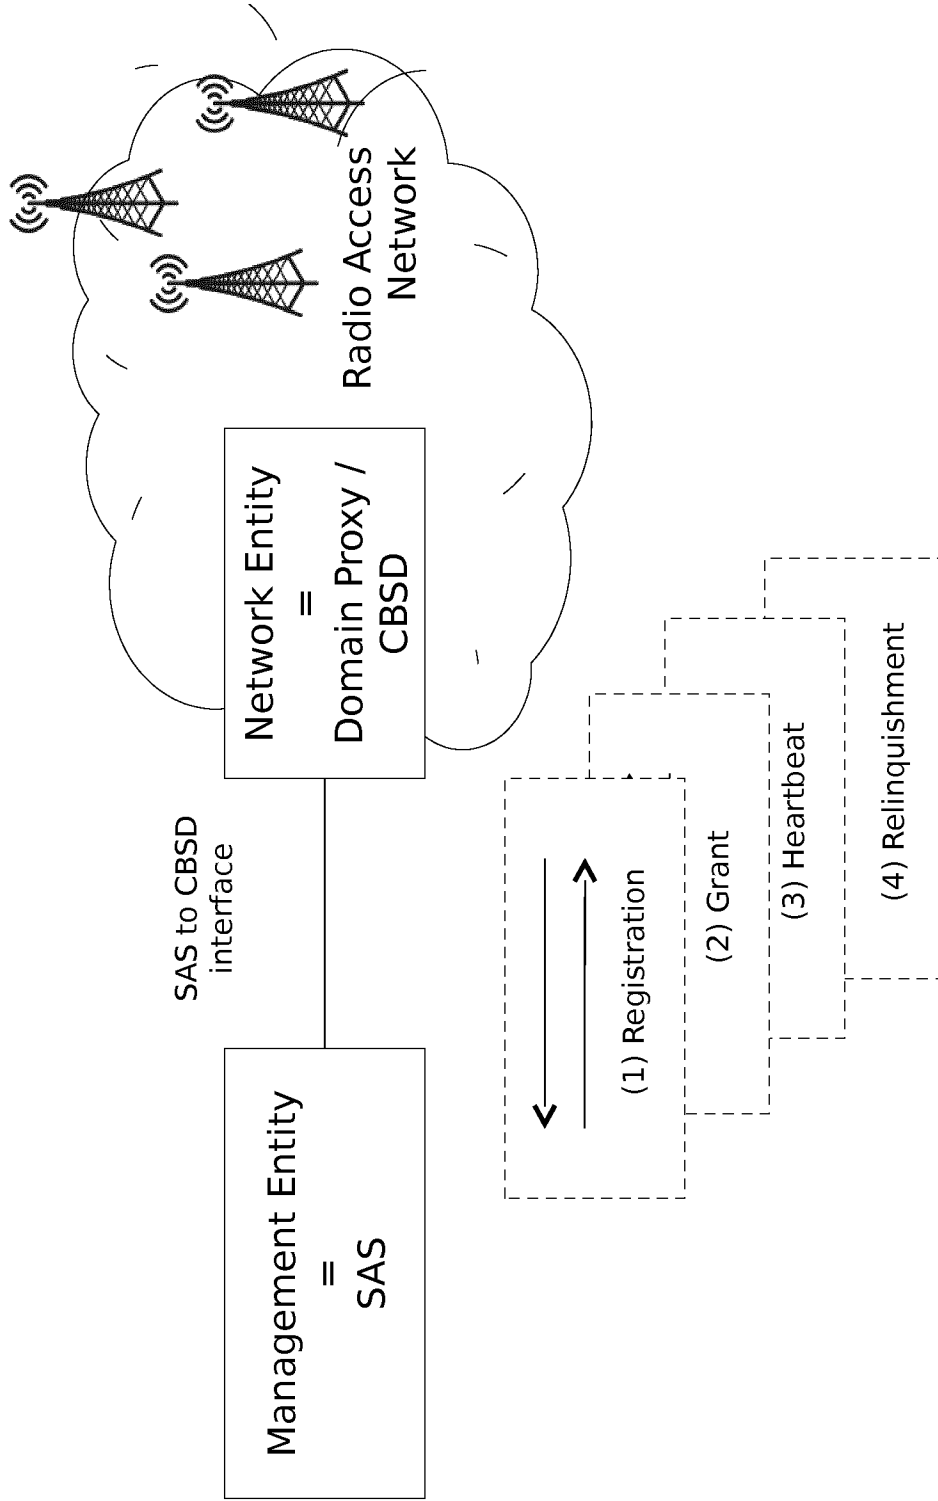 Management Entity
=
SAS
SAS to CBSD
interface
Network Entity
=
Domain Proxy /
CBSD
Radio Access
Network
(1) Registration
(2) Grant
(3) Heartbeat
(4) Relinquishment